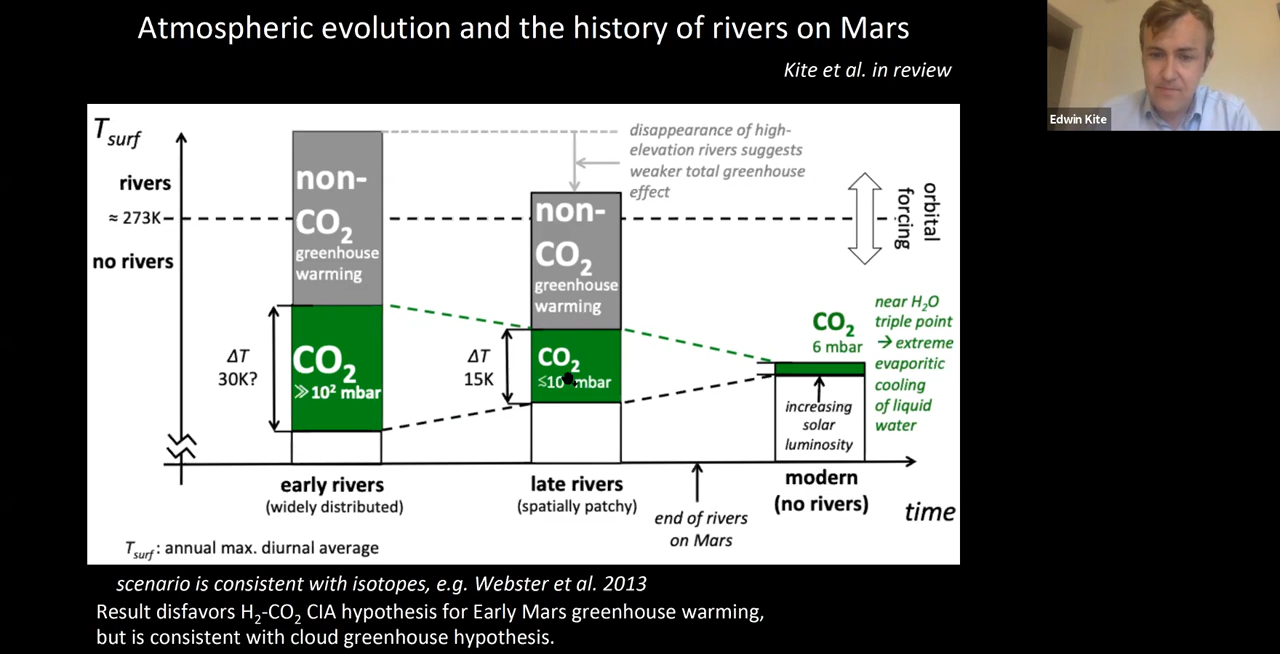 Atmospheric evolution and the history of rivers on Mars
Kite et al. in review
Edwin Kite
T_surf
rivers
≈ 273K
no rivers
non-
CO₂
greenhouse
warming
CO₂
≫10² mbar
ΔT
30K?
disappearance of high-
elevation rivers suggests
weaker total greenhouse
effect
non-
CO₂
greenhouse
warming
CO₂
≤10 mbar
ΔT
15K
orbital
forcing
CO₂
6 mbar
near H₂O
triple point
→ extreme
evaporitic
cooling
of liquid
water
increasing
solar
luminosity
early rivers
(widely distributed)
late rivers
(spatially patchy)
end of rivers
on Mars
modern
(no rivers)
time
T_surf: annual max. diurnal average
scenario is consistent with isotopes, e.g. Webster et al. 2013
Result disfavors H₂-CO₂ CIA hypothesis for Early Mars greenhouse warming,
but is consistent with cloud greenhouse hypothesis.